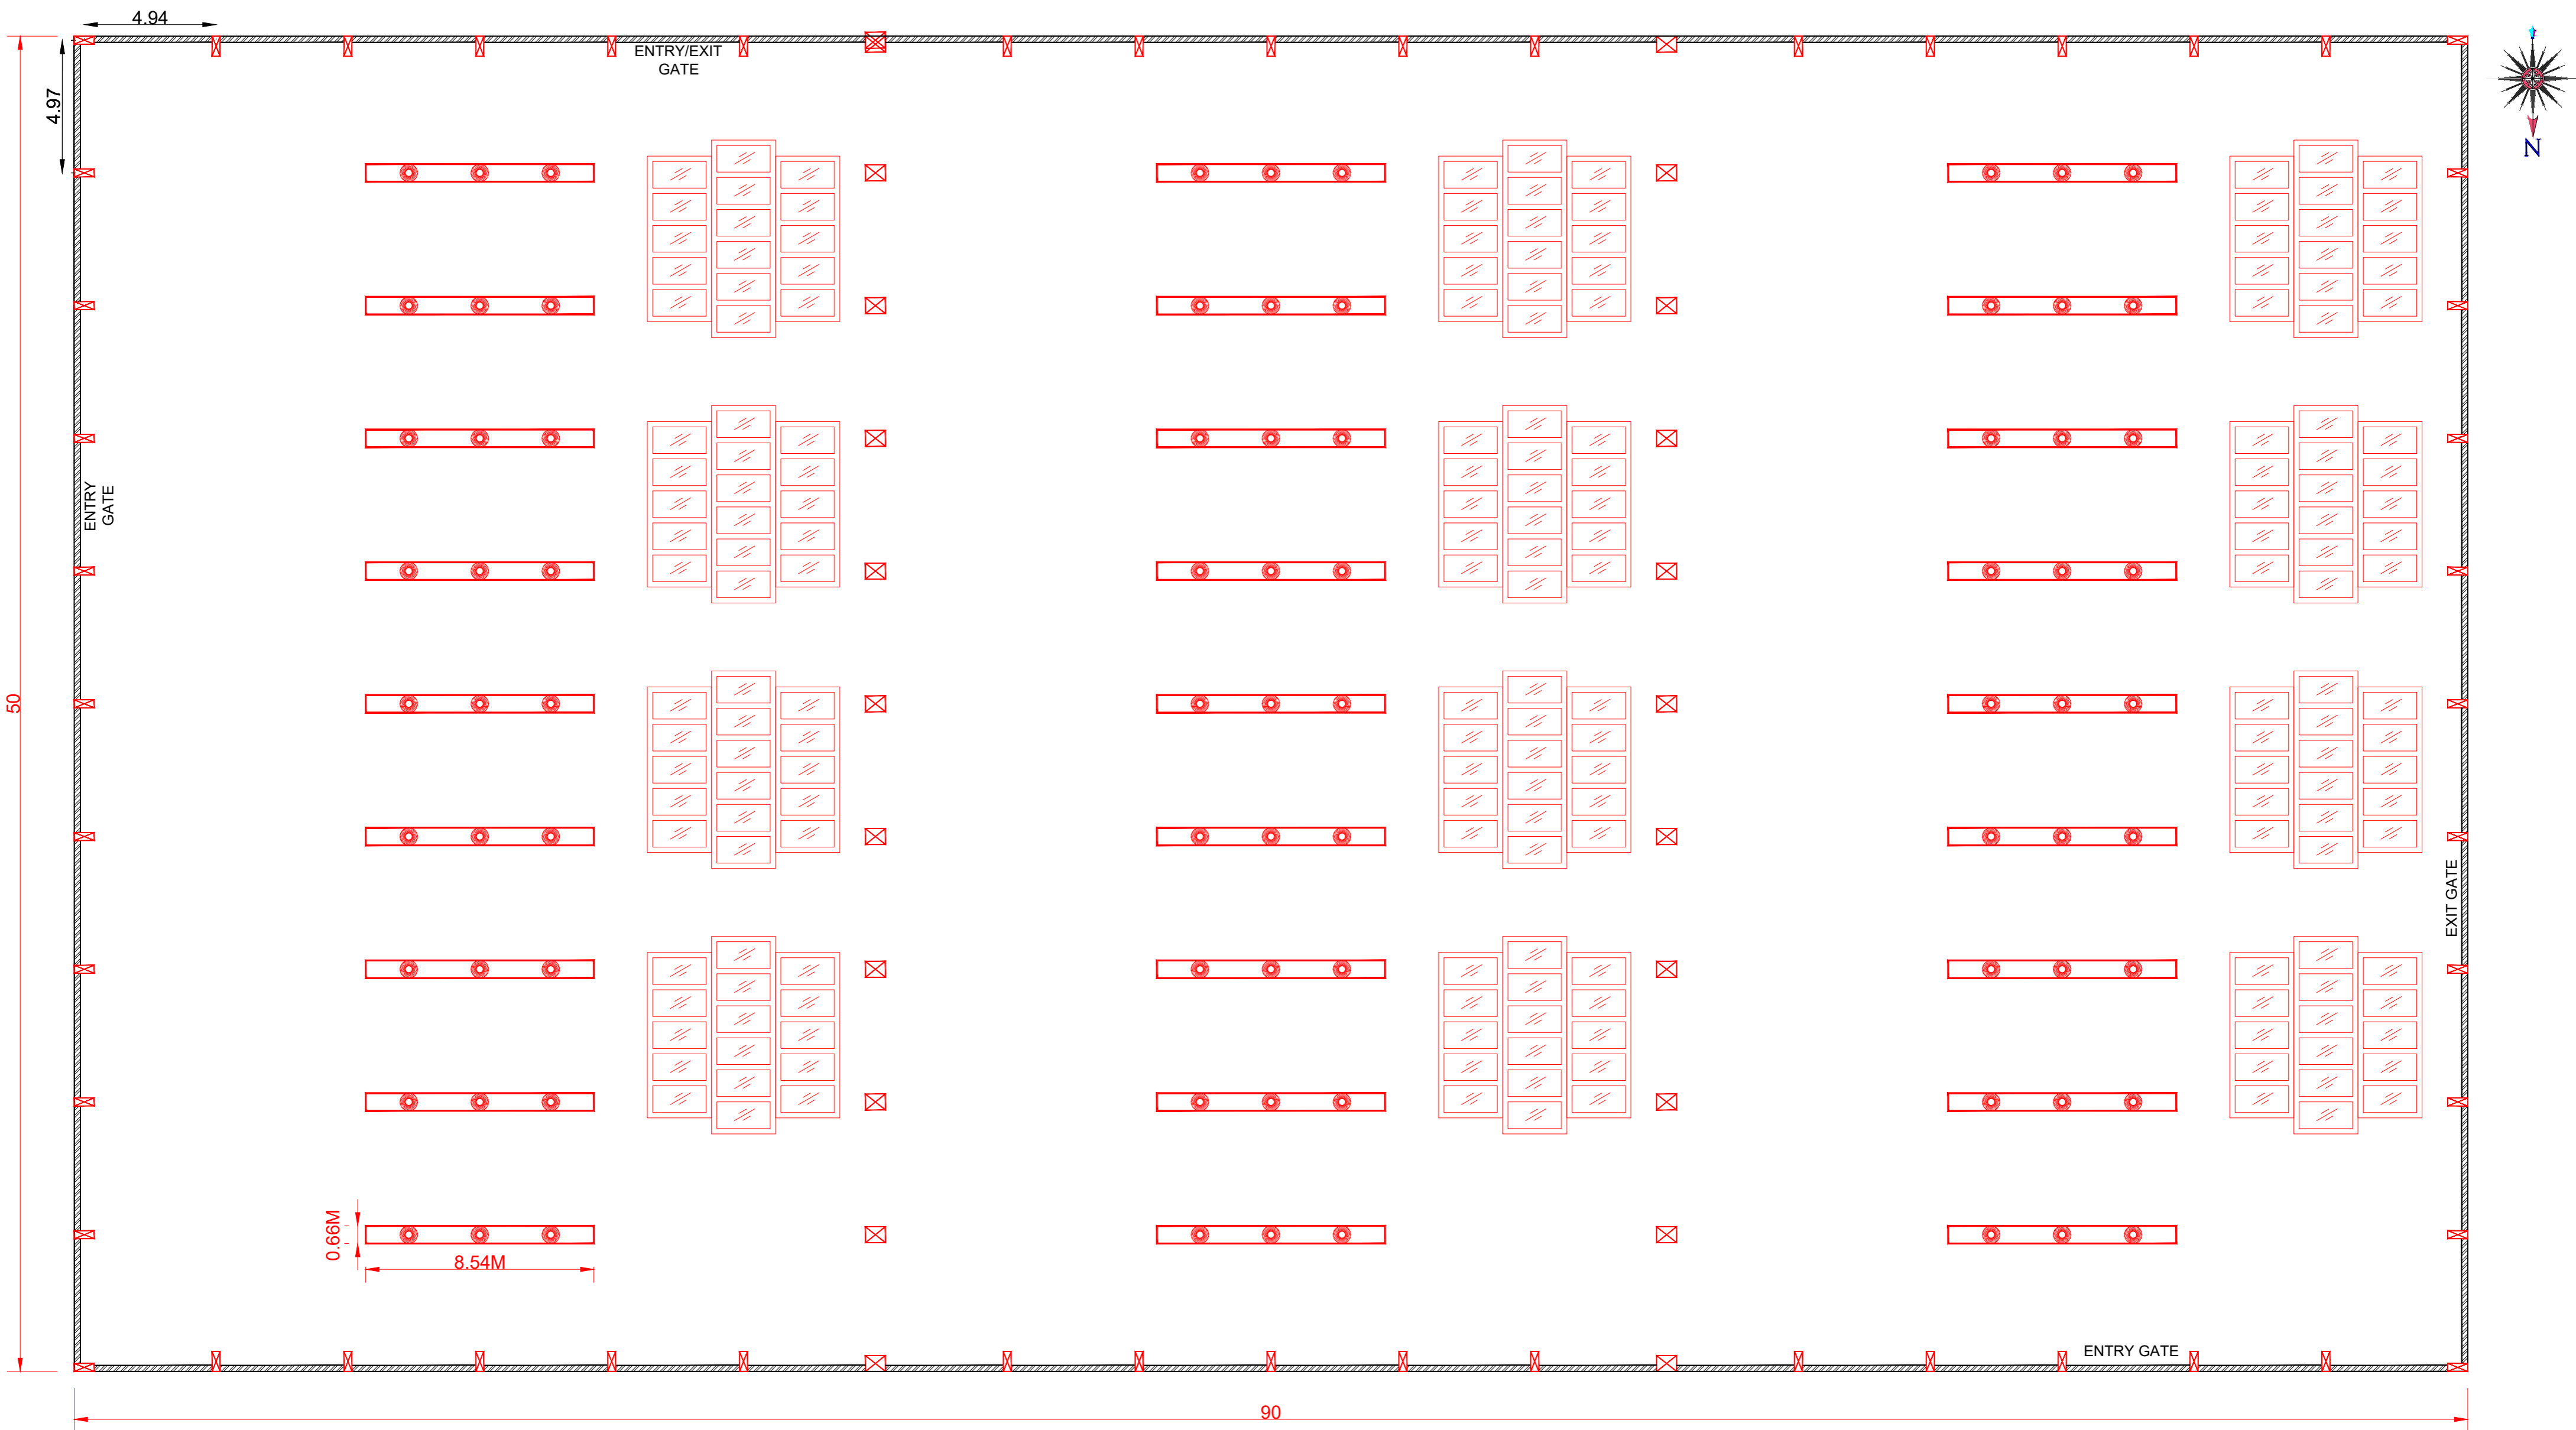 4.94
ENTRY/EXIT
GATE
4.97
N
ENTRY
GATE
50
EXIT GATE
0.66M
8.54M
ENTRY GATE
90